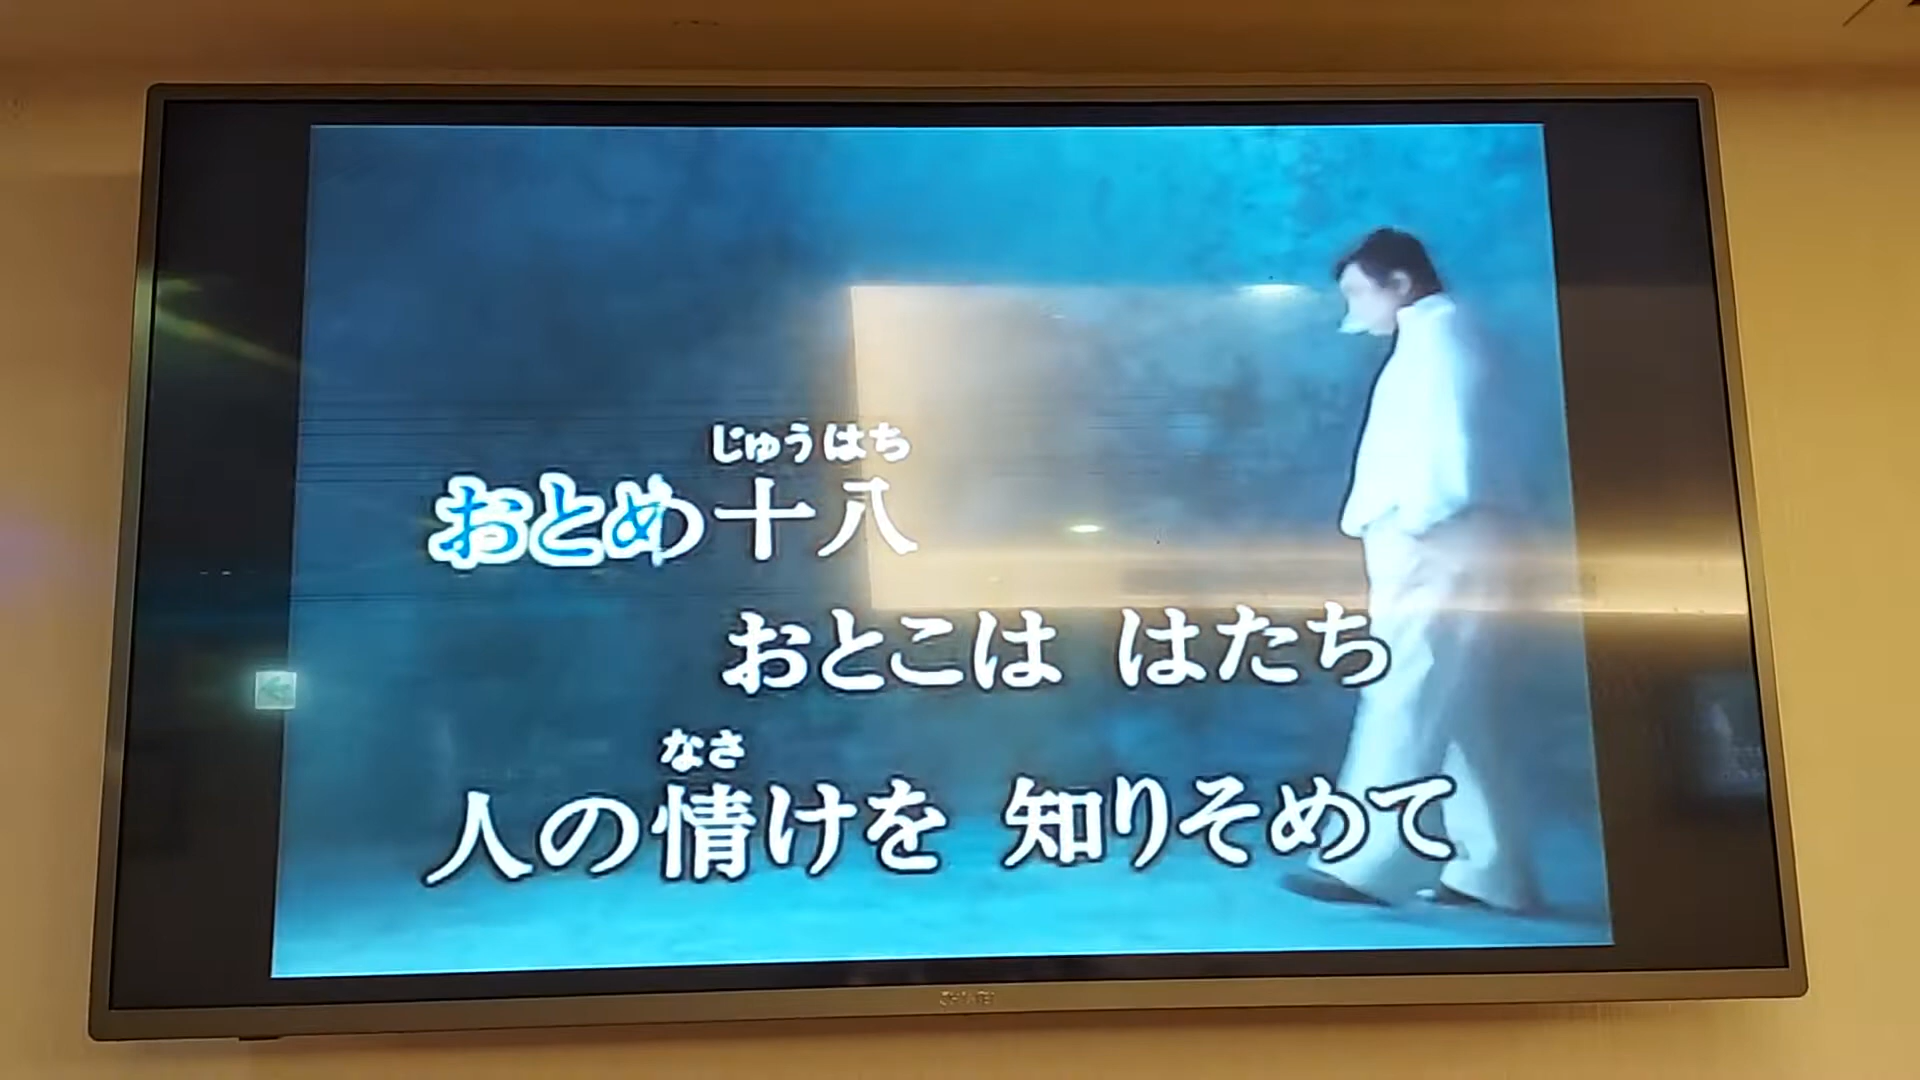 じゅうはち
おとめ十八
おとこは はたち
なさ
人の情けを 知りそめて